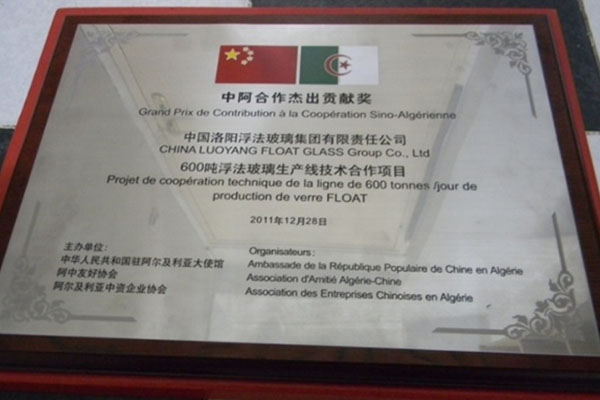 中阿合作杰出贡献奖
Grand Prix de Contribution à la Coopération Sino-Algérienne
中国洛阳浮法玻璃集团有限责任公司
CHINA LUOYANG FLOAT GLASS Group Co., Ltd
600吨浮法玻璃生产线技术合作项目
Projet de coopération technique de la ligne de 600 tonnes /jour de
production de verre FLOAT
2011年12月28日
主办单位:
中华人民共和国驻阿尔及利亚大使馆
阿中友好协会
阿尔及利亚中资企业协会
Organisateurs:
Ambassade de la République Populaire de Chine en Algérie
Association d'Amitié Algérie-Chine
Association des Entreprises Chinoises en Algérie